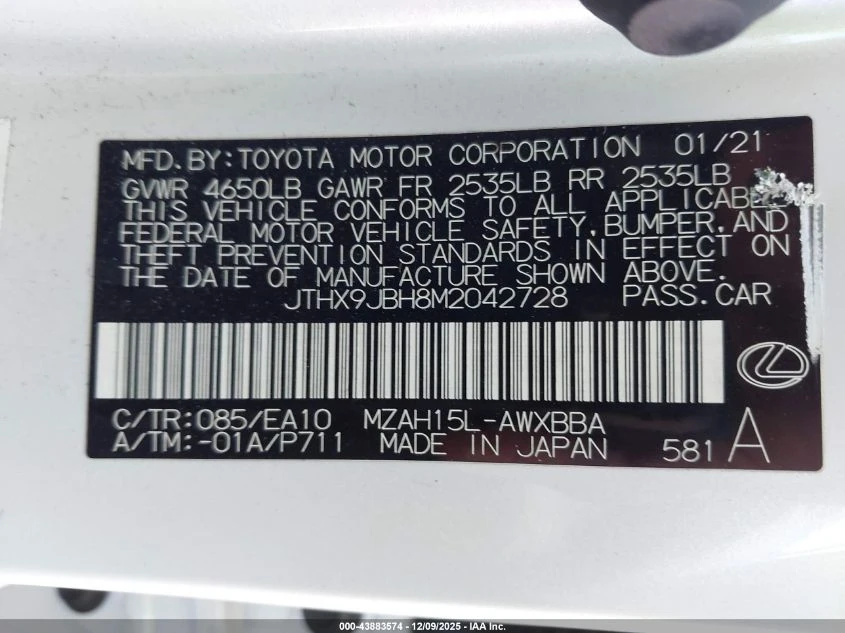 MFD.BY:TOYOTA MOTOR CORPORATION 01/21
GVWR 4650LB GAWR FR 2535LB RR 2535LB
THIS VEHICLE CONFORMS TO ALL APPLICABLE
FEDERAL MOTOR VEHICLE SAFETY,BUMPER,AND
THEFT PREVENTION STANDARDS IN EFFECT ON
THE DATE OF MANUFACTURE SHOWN ABOVE.
JTHX9JBH8M2042728 PASS.CAR
C/TR:085/EA10 MZAH15L-AWXBBA
A/TM:-01A/P711 MADE IN JAPAN 581 A
000-43883574 | 12/09/2025 - IAA Inc.